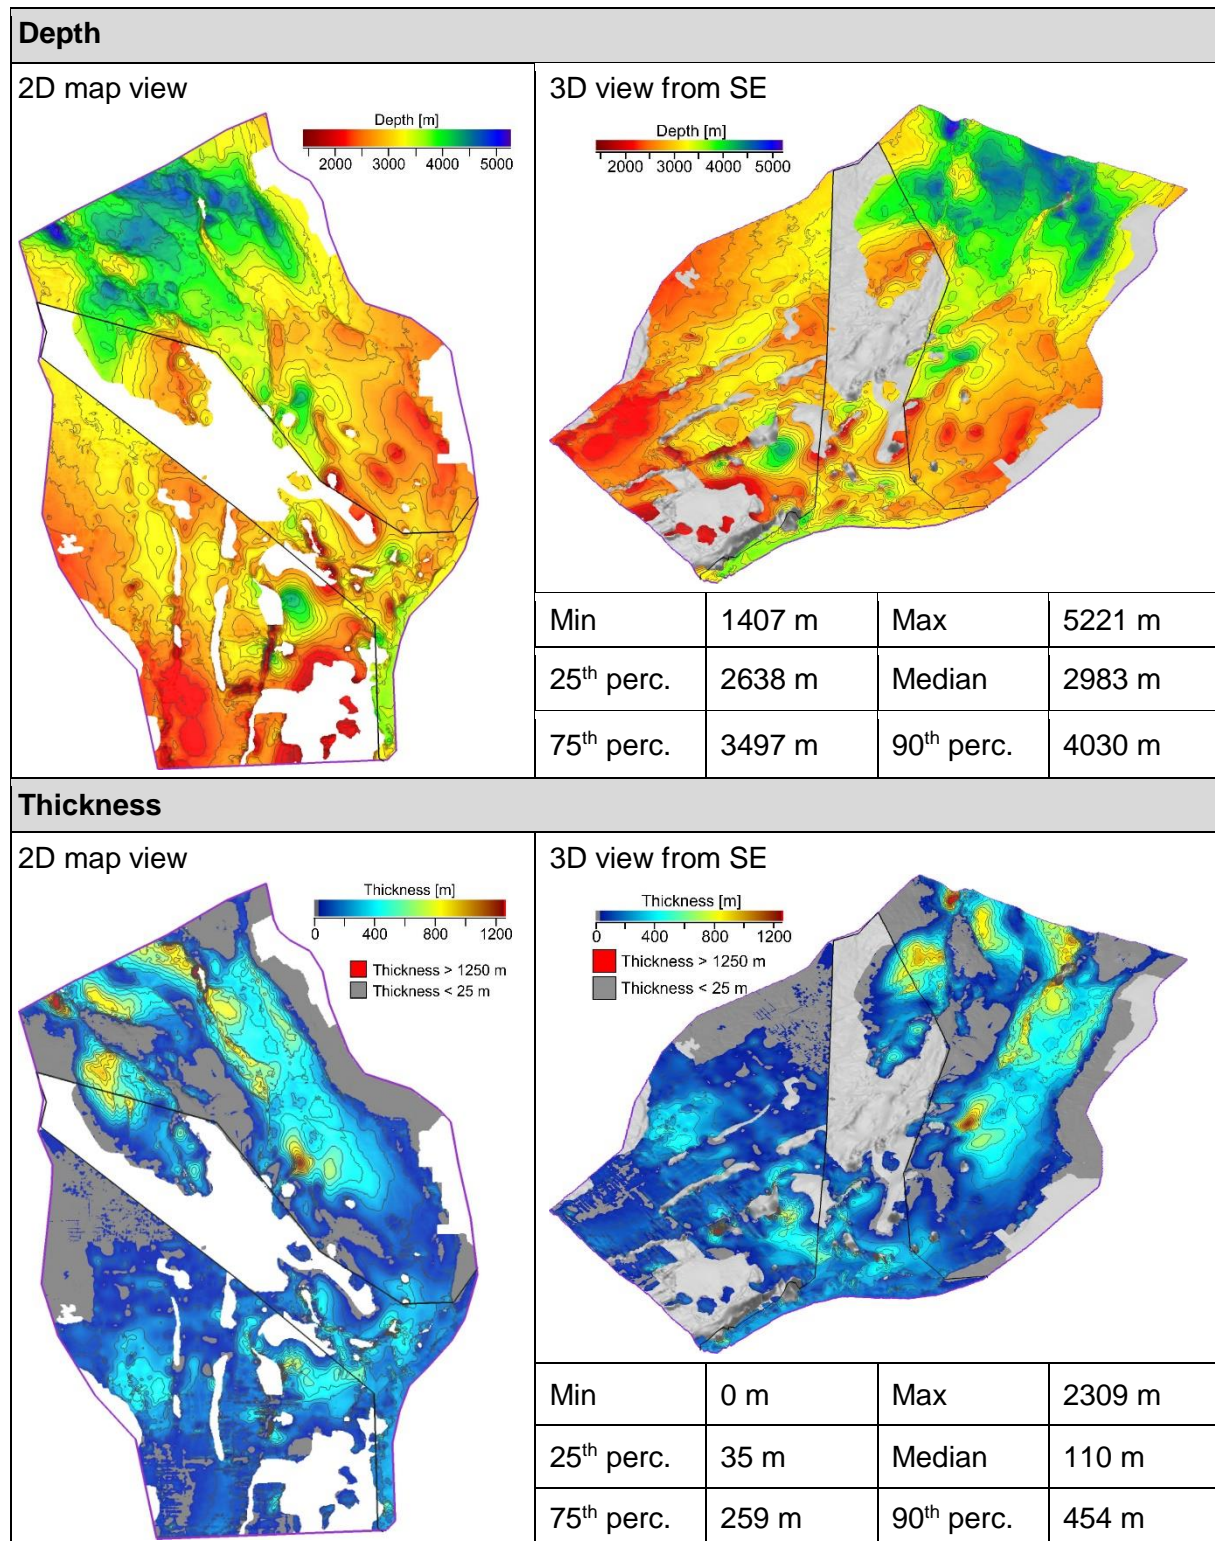 Depth
2D map view
Depth [m]
2000 3000 4000 5000
3D view from SE
Depth [m]
2000 3000 4000 5000
Min 1407 m Max 5221 m
25th perc. 2638 m Median 2983 m
75th perc. 3497 m 90th perc. 4030 m
Thickness
2D map view
Thickness [m]
0 400 800 1200
Thickness > 1250 m
Thickness < 25 m
3D view from SE
Thickness [m]
0 400 800 1200
Thickness > 1250 m
Thickness < 25 m
Min 0 m Max 2309 m
25th perc. 35 m Median 110 m
75th perc. 259 m 90th perc. 454 m